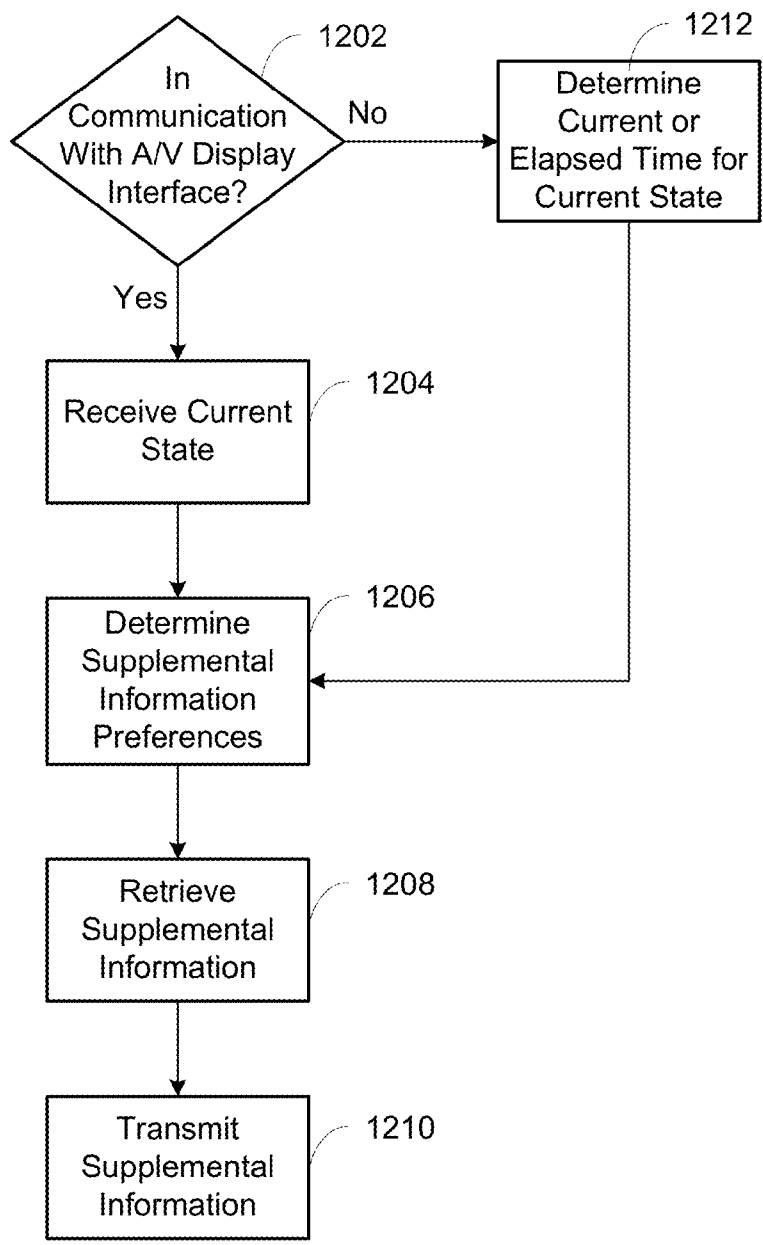 1202
In
Communication
With A/V Display
Interface?
No
1212
Determine
Current or
Elapsed Time for
Current State
Yes
1204
Receive Current
State
1206
Determine
Supplemental
Information
Preferences
1208
Retrieve
Supplemental
Information
1210
Transmit
Supplemental
Information